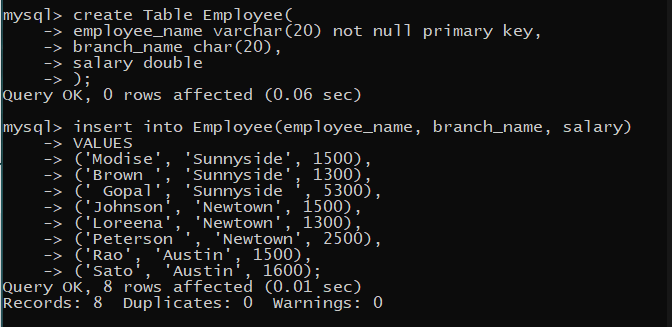 mysql> create Table Employee(
    -> employee_name varchar(20) not null primary key,
    -> branch_name char(20),
    -> salary double
    -> );
Query OK, 0 rows affected (0.06 sec)
mysql> insert into Employee(employee_name, branch_name, salary)
    -> VALUES
    -> ('Modise', 'Sunnyside', 1500),
    -> ('Brown ', 'Sunnyside', 1300),
    -> (' Gopal', 'Sunnyside ', 5300),
    -> ('Johnson', 'Newtown', 1500),
    -> ('Loreena', 'Newtown', 1300),
    -> ('Peterson ', 'Newtown', 2500),
    -> ('Rao', 'Austin', 1500),
    -> ('Sato', 'Austin', 1600);
Query OK, 8 rows affected (0.01 sec)
Records: 8  Duplicates: 0  Warnings: 0